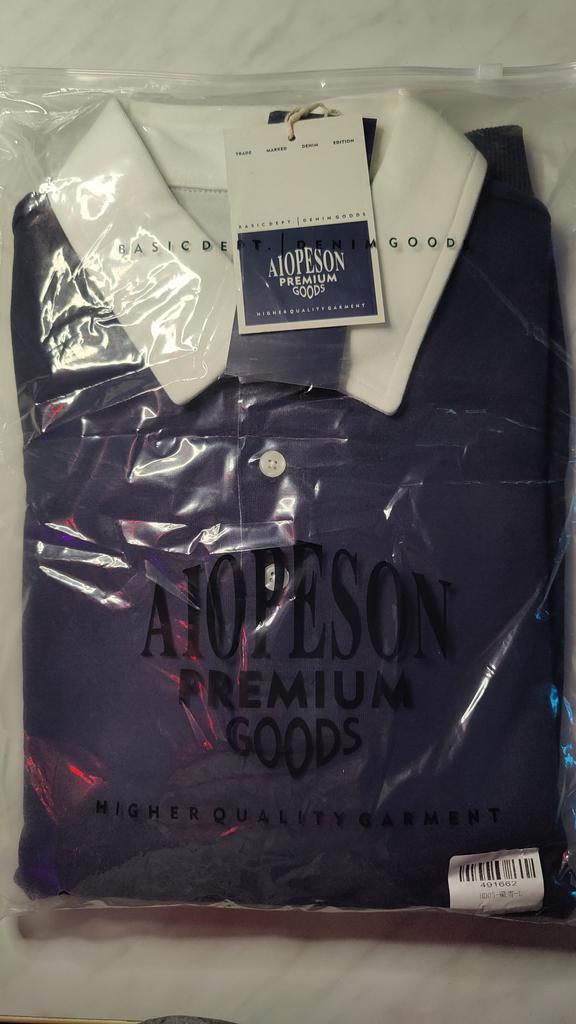 TRADE MARKED DENIM EDITION
BASIC DEPT. | DENIM GOODS
AIOPESON
PREMIUM
GOODS
HIGHER QUALITY GARMENT
BASIC DEPT. | DENIM GOODS
AIOPESON
PREMIUM
GOODS
HIGHER QUALITY GARMENT
491662